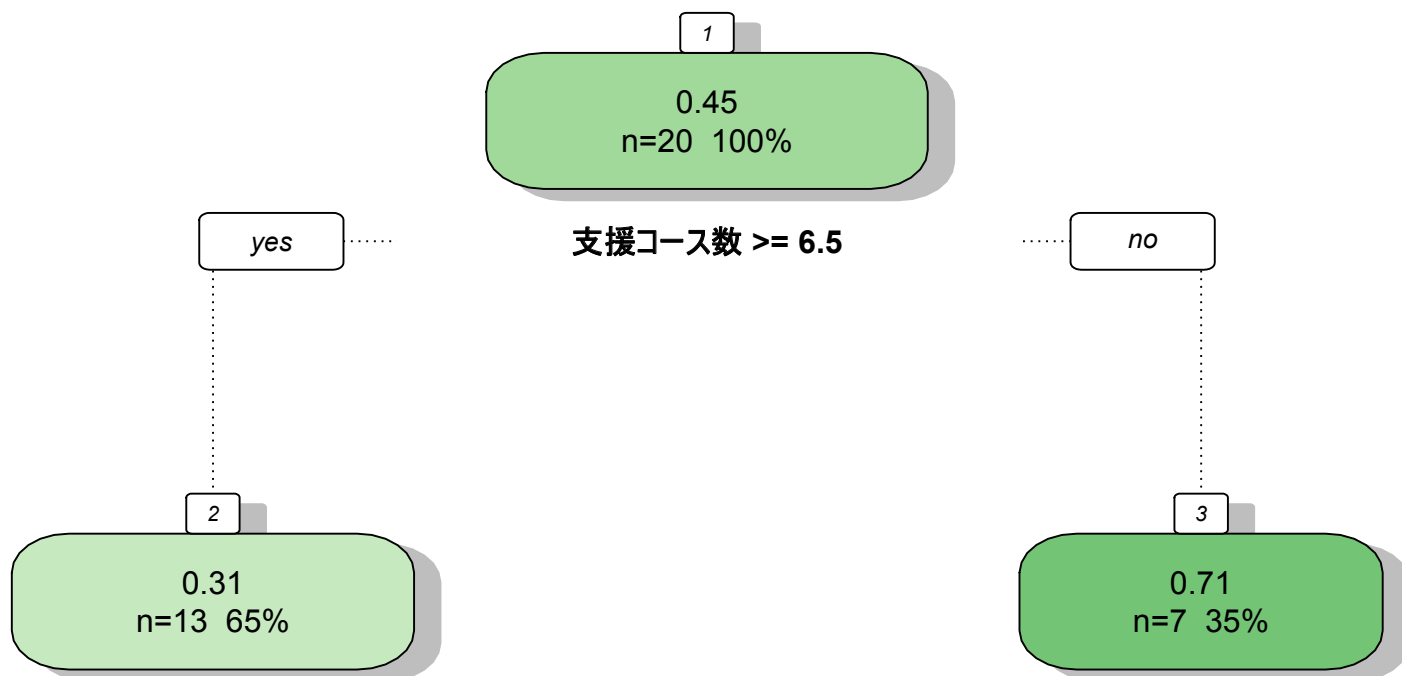 1
0.45
n=20 100%
yes
支援コース数 >= 6.5
no
2
0.31
n=13 65%
3
0.71
n=7 35%